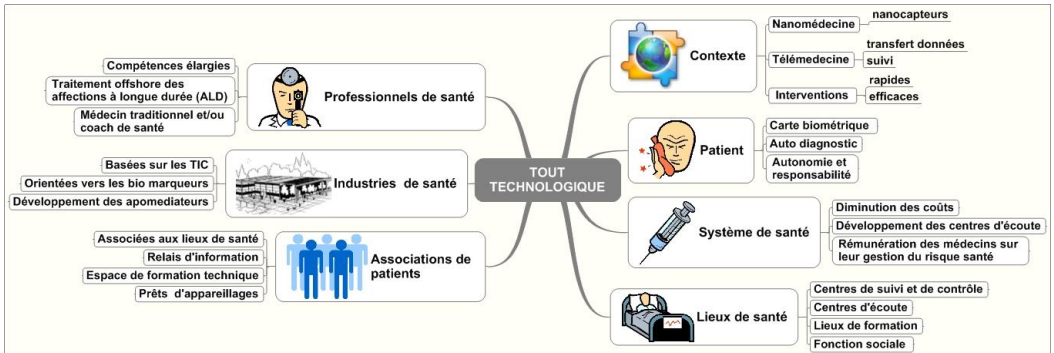 TOUT
TECHNOLOGIQUE
Contexte
Nanomédecine
nanocapteurs
Télémedecine
transfert données
suivi
Interventions
rapides
efficaces
Patient
Carte biométrique
Auto diagnostic
Autonomie et
responsabilité
Système de santé
Diminution des coûts
Développement des centres d'écoute
Rémunération des médecins sur
leur gestion du risque santé
Lieux de santé
Centres de suivi et de contrôle
Centres d'écoute
Lieux de formation
Fonction sociale
Professionnels de santé
Compétences élargies
Traitement offshore des
affections à longue durée (ALD)
Médecin traditionnel et/ou
coach de santé
Industries de santé
Basées sur les TIC
Orientées vers les bio marqueurs
Développement des apomediateurs
Associations de
patients
Associées aux lieux de santé
Relais d'information
Espace de formation technique
Prêts d'appareillages